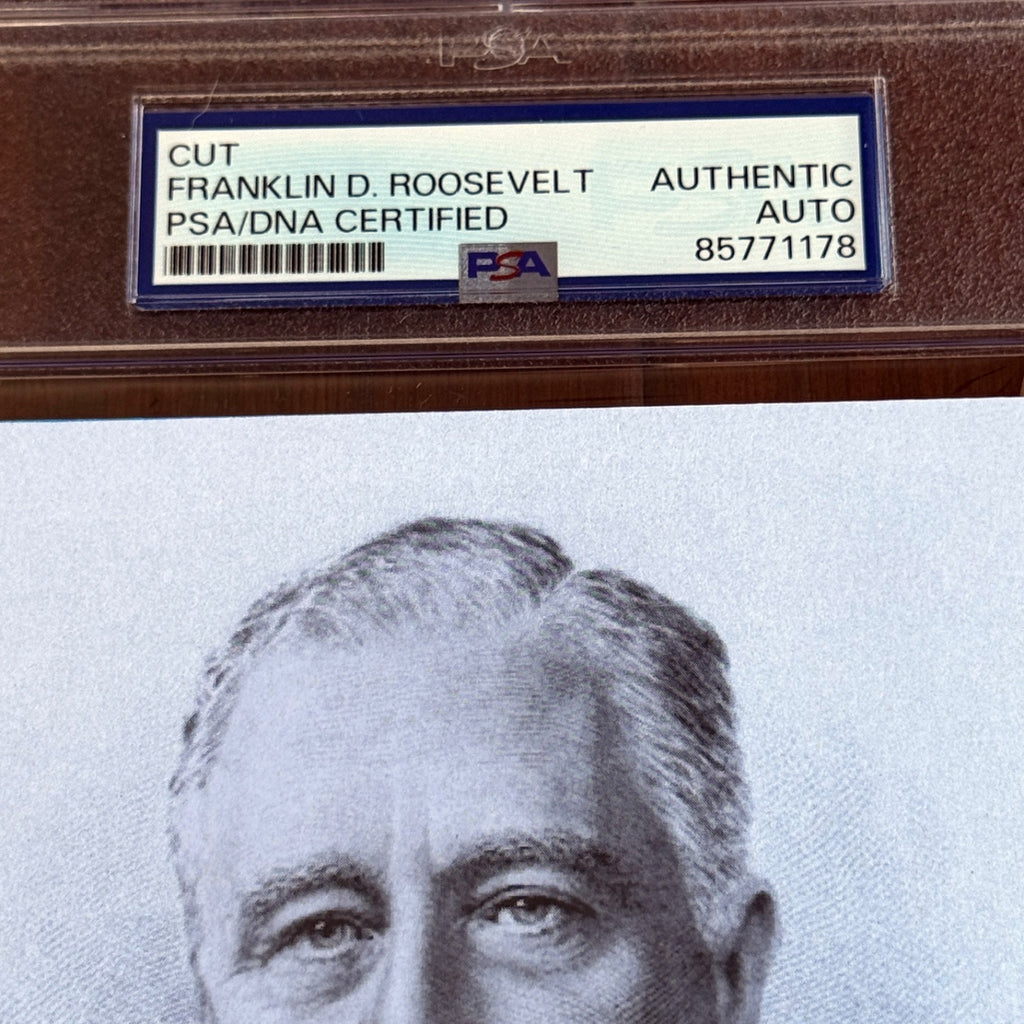 PSA
CUT
FRANKLIN D. ROOSEVELT
PSA/DNA CERTIFIED
AUTHENTIC
AUTO
85771178
PSA